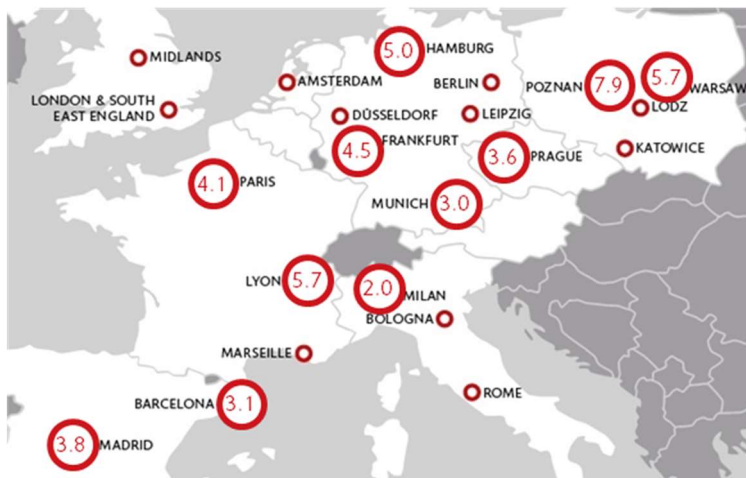 5.0 HAMBURG
MIDLANDS
AMSTERDAM
BERLIN
POZNAN 7.9
5.7 WARSAW
LONDON & SOUTH
EAST ENGLAND
DÜSSELDORF
LEIPZIG
LODZ
4.5 FRANKFURT
3.6 PRAGUE
KATOWICE
4.1 PARIS
MUNICH 3.0
LYON 5.7
2.0 MILAN
BOLOGNA
MARSEILLE
BARCELONA 3.1
ROME
3.8 MADRID